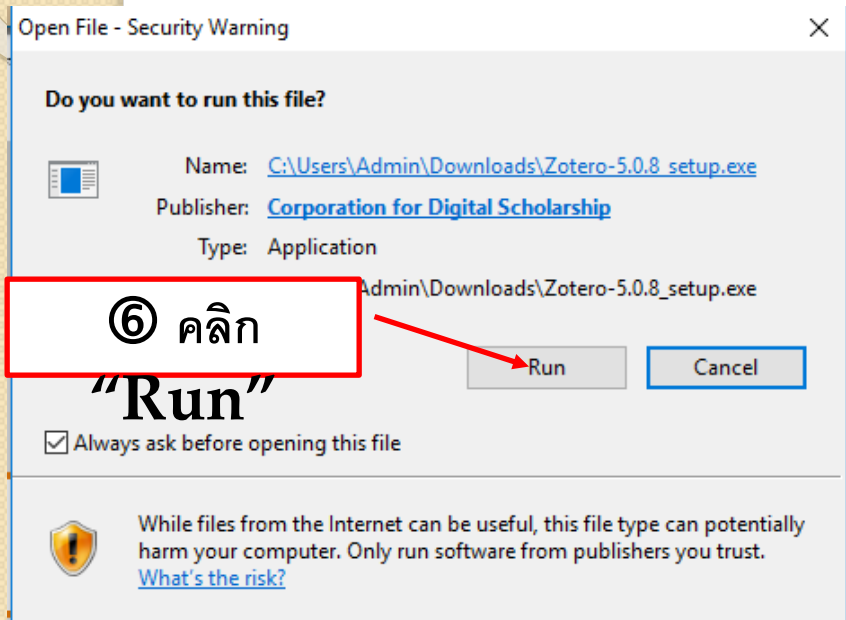 Open File - Security Warning
Do you want to run this file?
Name: C:\Users\Admin\Downloads\Zotero-5.0.8_setup.exe
Publisher: Corporation for Digital Scholarship
Type: Application
Admin\Downloads\Zotero-5.0.8_setup.exe
⑥ คลิก
“Run”
Run Cancel
Always ask before opening this file
While files from the Internet can be useful, this file type can potentially
harm your computer. Only run software from publishers you trust.
What's the risk?